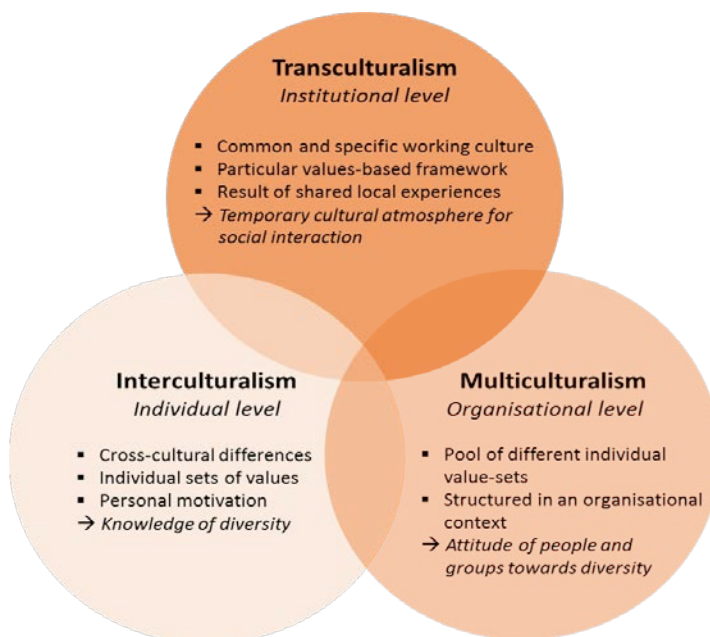 Transculturalism
Institutional level
▪ Common and specific working culture
▪ Particular values-based framework
▪ Result of shared local experiences
→ Temporary cultural atmosphere for
social interaction
Interculturalism
Individual level
▪ Cross-cultural differences
▪ Individual sets of values
▪ Personal motivation
→ Knowledge of diversity
Multiculturalism
Organisational level
▪ Pool of different individual
value-sets
▪ Structured in an organisational
context
→ Attitude of people and
groups towards diversity